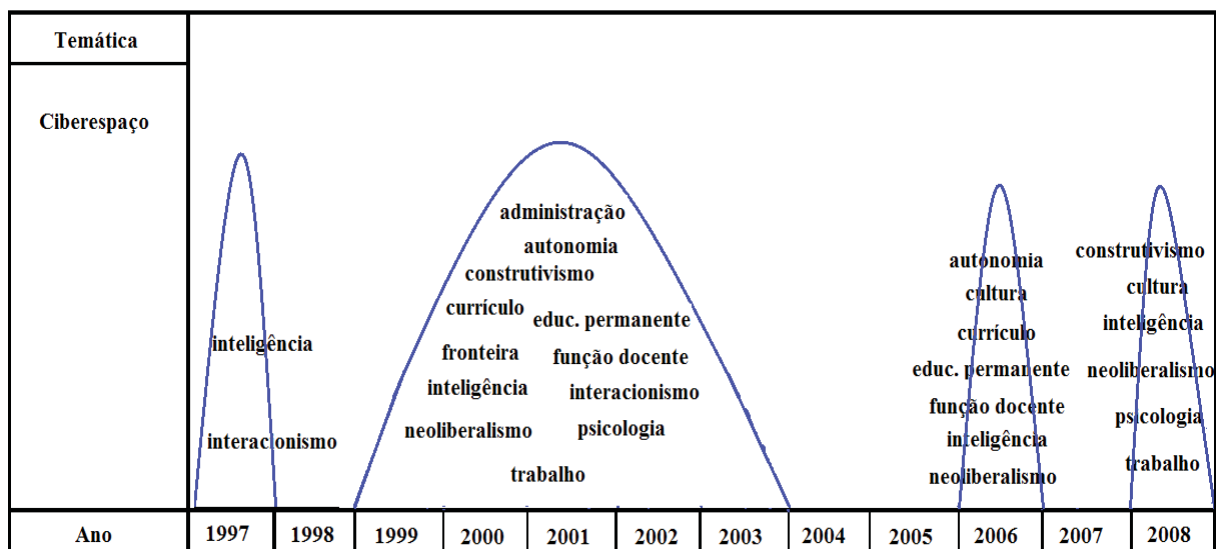 Temática
Ciberespaço
inteligência
interacionismo
administração
autonomia
construtivismo
currículo
educ. permanente
fronteira
função docente
inteligência
interacionismo
neoliberalismo
psicologia
trabalho
autonomia
cultura
currículo
educ. permanente
função docente
inteligência
neoliberalismo
construtivismo
cultura
inteligência
neoliberalismo
psicologia
trabalho
Ano 1997 1998 1999 2000 2001 2002 2003 2004 2005 2006 2007 2008